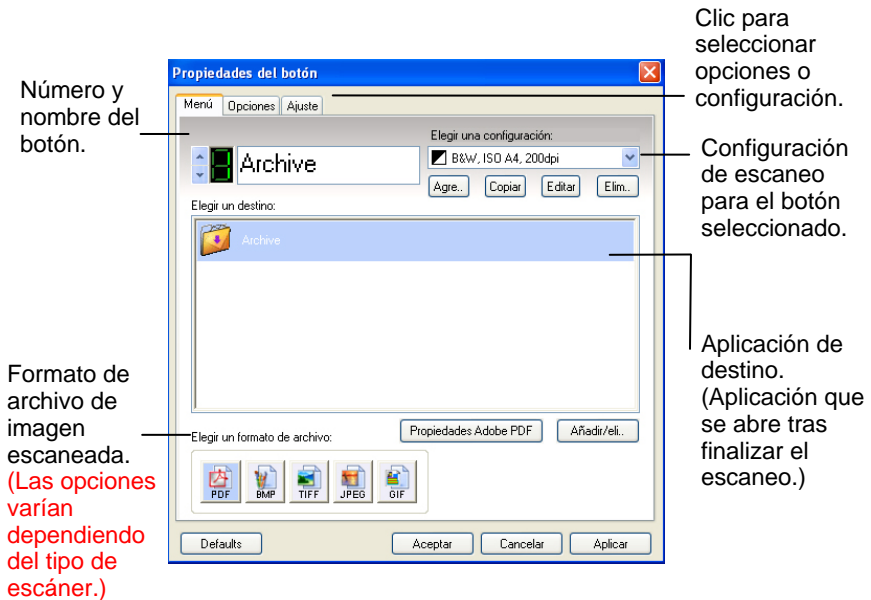 Clic para
seleccionar
opciones o
configuración.
Número y
nombre del
botón.
Propiedades del botón
Menú Opciones Ajuste
Elegir una configuración:
1 Archive
B&W, ISO A4, 200dpi
Agre.. Copiar Editar Elim..
Configuración
de escaneo
para el botón
seleccionado.
Elegir un destino:
Archive
Aplicación de
destino.
(Aplicación que
se abre tras
finalizar el
escaneo.)
Formato de
archivo de
imagen
escaneada.
(Las opciones
varían
dependiendo
del tipo de
escáner.)
Propiedades Adobe PDF Añadir/eli..
Elegir un formato de archivo:
PDF BMP TIFF JPEG GIF
Defaults Aceptar Cancelar Aplicar